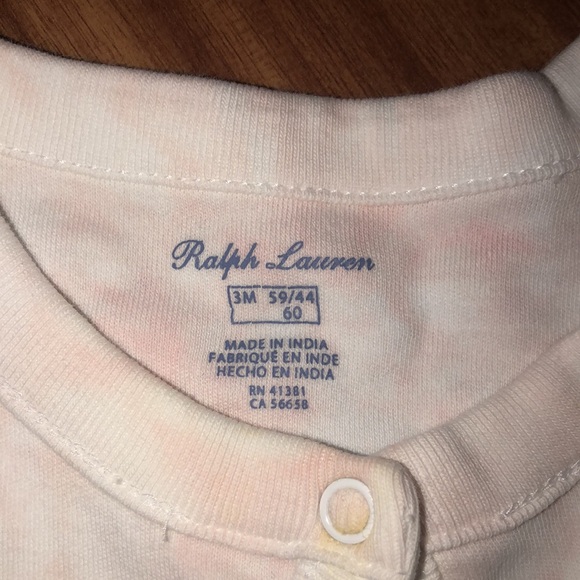 Ralph Lauren
3M 59/44
60
MADE IN INDIA
FABRIQUÉ EN INDE
HECHO EN INDIA
RN 41381
CA 56658